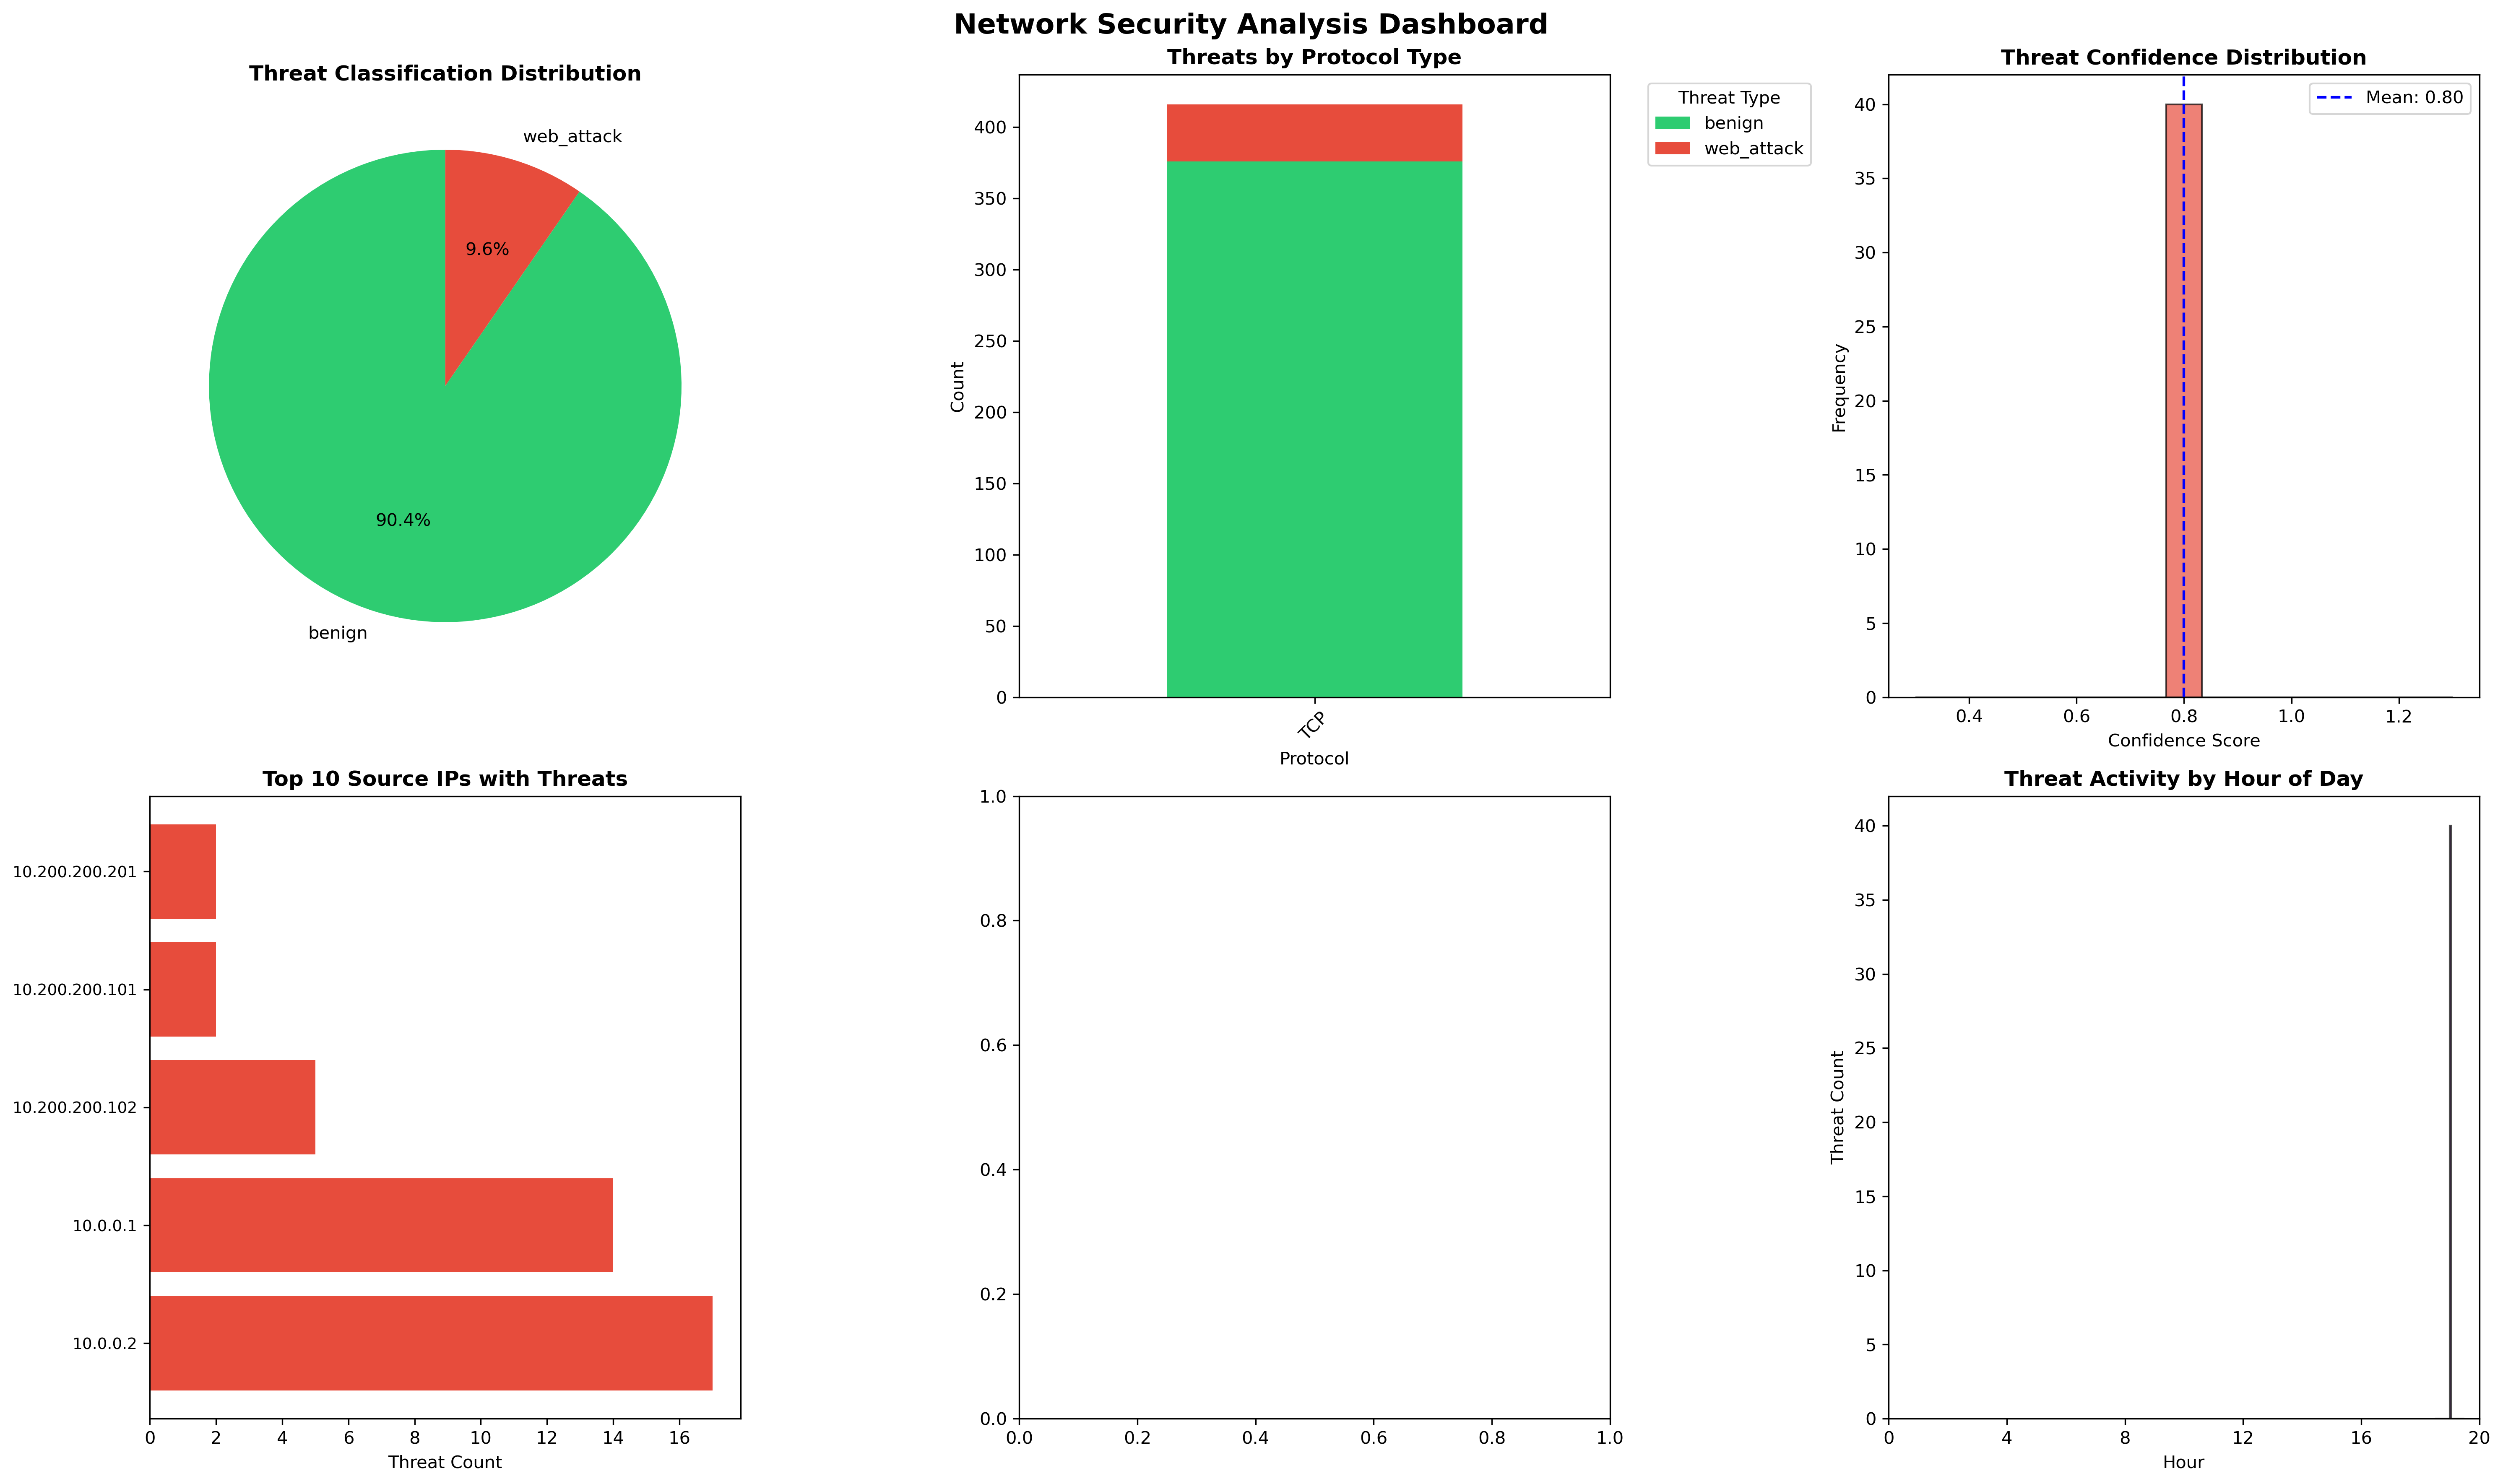 Network Security Analysis Dashboard
Threat Classification Distribution
web_attack
9.6%
90.4%
benign
Threats by Protocol Type
Count
400
350
300
250
200
150
100
50
0
TCP
Protocol
Threat Type
benign
web_attack
Threat Confidence Distribution
Mean: 0.80
Frequency
40
35
30
25
20
15
10
5
0
0.4 0.6 0.8 1.0 1.2
Confidence Score
Top 10 Source IPs with Threats
10.200.200.201
10.200.200.101
10.200.200.102
10.0.0.1
10.0.0.2
0 2 4 6 8 10 12 14 16
Threat Count
1.0
0.8
0.6
0.4
0.2
0.0
0.0 0.2 0.4 0.6 0.8 1.0
Threat Activity by Hour of Day
Threat Count
40
35
30
25
20
15
10
5
0
0 4 8 12 16 20
Hour